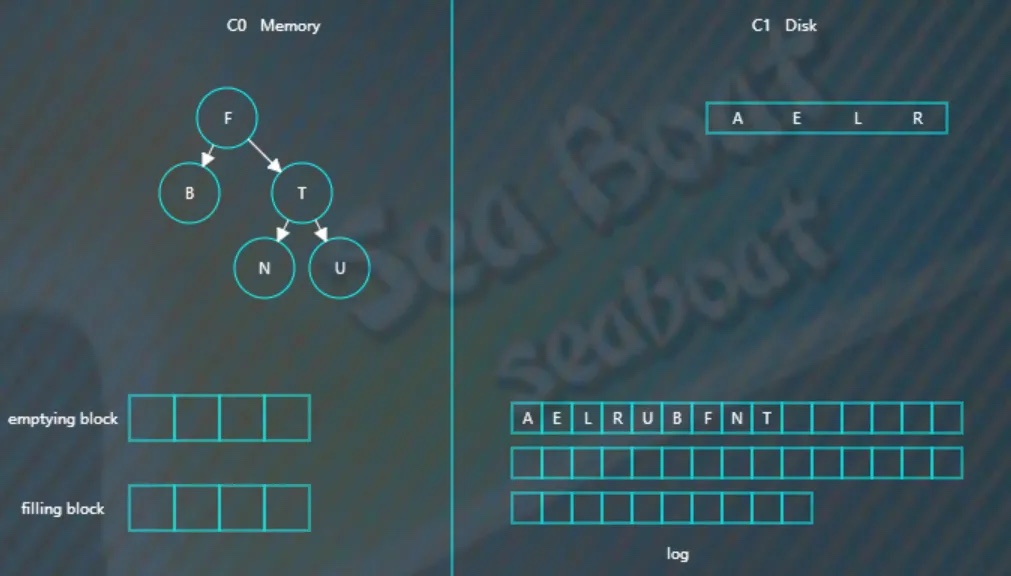 C0 Memory
C1 Disk
F
A E L R
B T
N U
Sea Boat
seaboat
emptying block
A E L R U B F N T
filling block
log